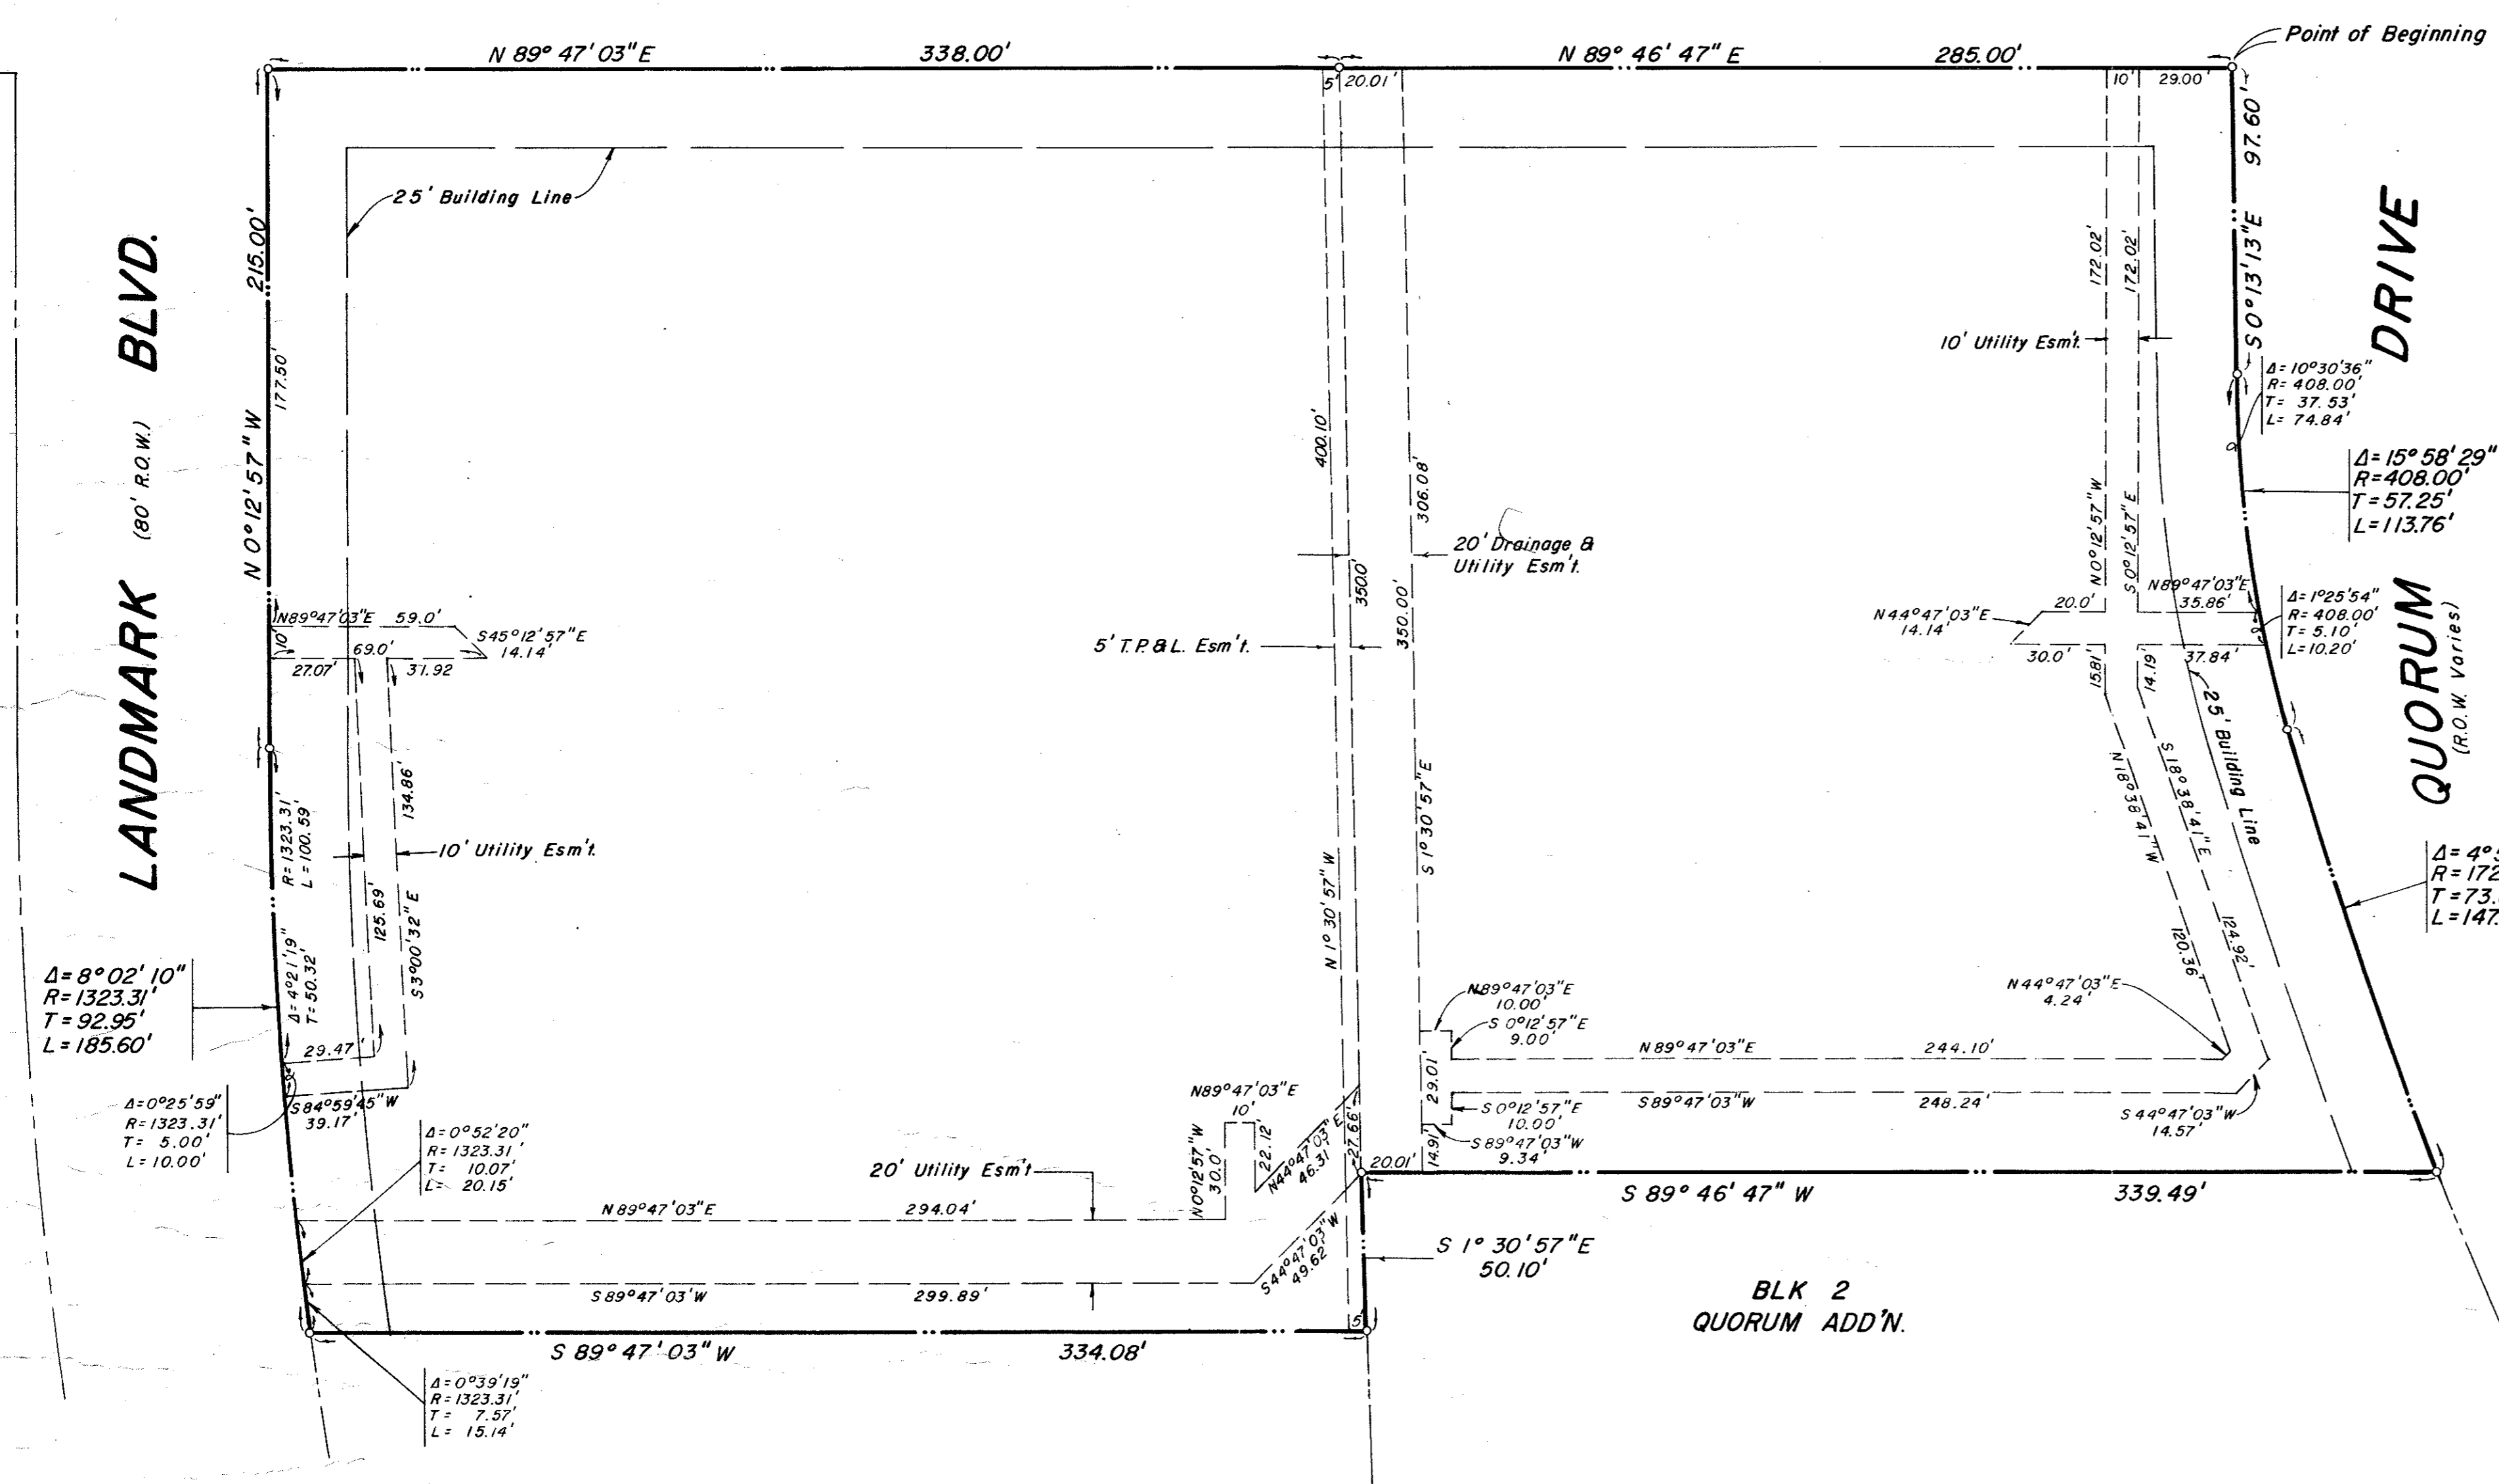 N 89° 47' 03" E 338.00'
N 89° 46' 47" E 285.00'
Point of Beginning
5' 20.01'
10' 29.00'
97.60'
S 0° 13' 13" E
25' Building Line
215.00'
N 0° 12' 57" W
177.50'
LANDMARK BLVD.
(80' R.O.W.)
400.10'
306.08'
350.0'
350.00'
20' Drainage &
Utility Esm't.
5' T.P.& L. Esm't.
172.02'
172.02'
10' Utility Esm't.
N 0° 12' 57" W
S 0° 12' 57" E
QUORUM DRIVE
(R.O.W. Varies)
Δ= 10° 30' 36"
R= 408.00'
T= 37.53'
L= 74.84'
Δ= 15° 58' 29"
R=408.00'
T=57.25'
L=113.76'
N89°47'03"E
35.86'
Δ= 1°25'54"
R= 408.00'
T= 5.10'
L= 10.20'
N44°47'03"E
14.14'
20.0'
30.0'
15.81'
14.19'
37.84'
25' Building Line
N89°47'03"E 59.0'
S45°12'57"E
14.14'
10'
69.0'
27.07'
31.92
134.86'
10' Utility Esm't.
125.69'
S3°00'32"E
R= 1323.31'
L = 100.59'
Δ= 4°21'19"
T= 50.32'
Δ= 8° 02' 10"
R= 1323.31'
T = 92.95'
L= 185.60'
29.47'
S84°59'45"W
39.17'
Δ=0°25'59"
R=1323.31'
T= 5.00'
L= 10.00'
Δ= 0°52'20"
R= 1323.31'
T= 10.07'
L= 20.15'
N 1° 30' 57" W
S 1° 30' 57" E
N 18° 38' 41" W
S 18° 38' 41" E
120.36'
124.92'
Δ= 4°
R= 172
T= 73.
L= 147.
N89°47'03"E
10.00'
S 0°12'57"E
9.00'
N44°47'03"E
4.24'
N89°47'03"E 244.10'
29.01'
S89°47'03"W 248.24'
S 0°12'57"E
10.00'
S 89°47'03"W
9.34'
S 44°47'03"W
14.57'
14.91'
20.01'
27.66'
N89°47'03"E
10'
N0°12'57"W
30.0'
22.12'
N44°47'03"E
46.31'
S44°47'03"W
49.62'
20' Utility Esm't
N89°47'03"E 294.04'
S89°47'03'W 299.89'
S 89° 46' 47" W 339.49'
S 1° 30' 57" E
50.10'
BLK 2
QUORUM ADD'N.
5'
S 89° 47' 03" W 334.08'
Δ= 0°39'19"
R= 1323.31'
T= 7.57'
L= 15.14'